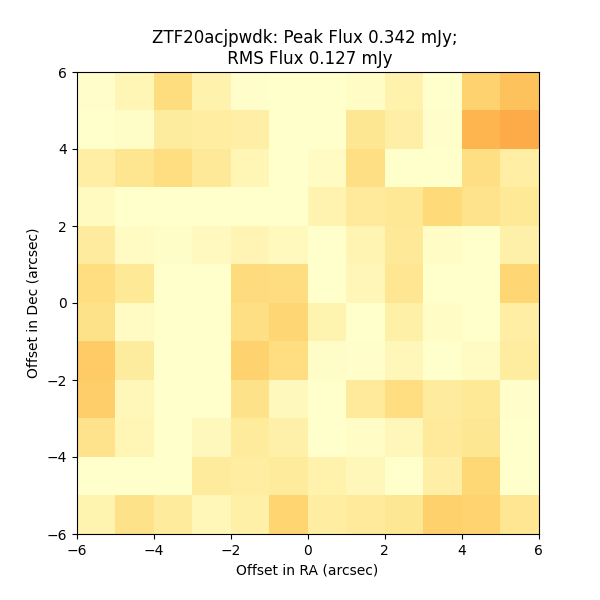 ZTF20acjpwdk: Peak Flux 0.342 mJy;
RMS Flux 0.127 mJy
6
4
2
0
−2
−4
−6
Offset in Dec (arcsec)
−6 −4 −2 0 2 4 6
Offset in RA (arcsec)